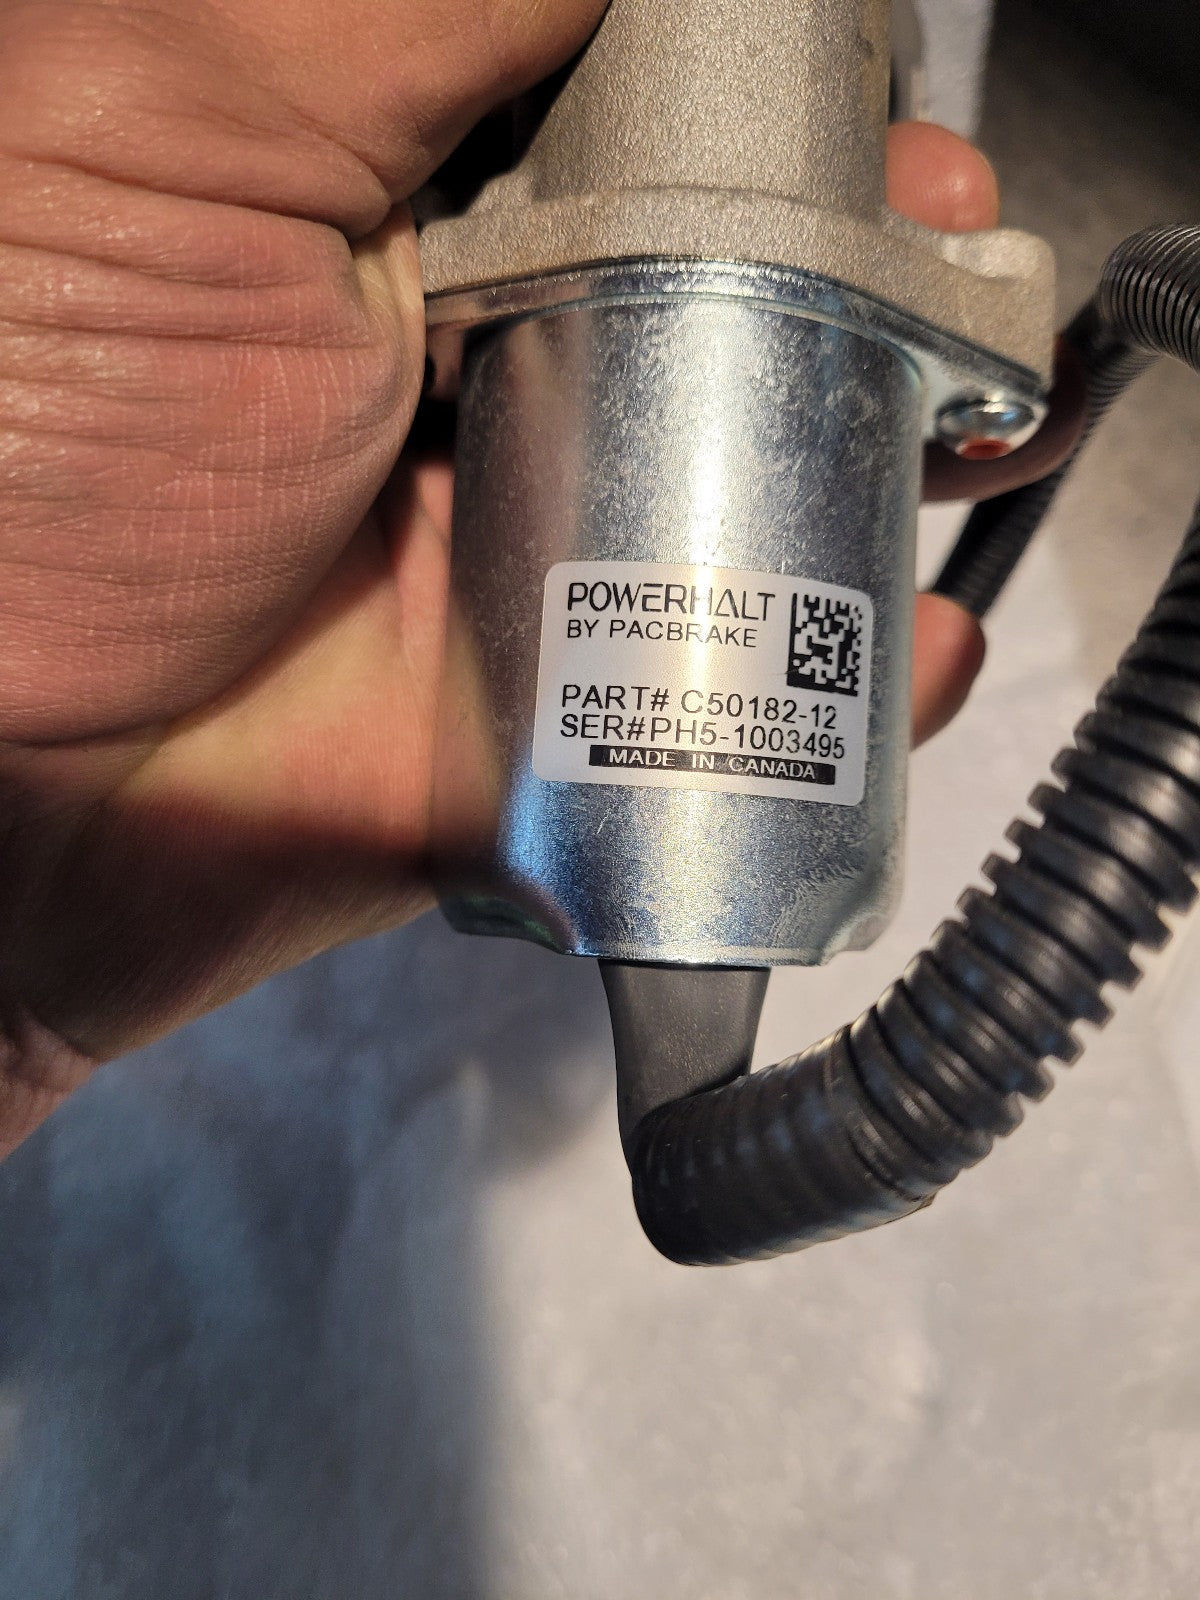 POWERHALT
BY PACBRAKE
PART# C50182-12
SER#PH5-1003495
MADE IN CANADA